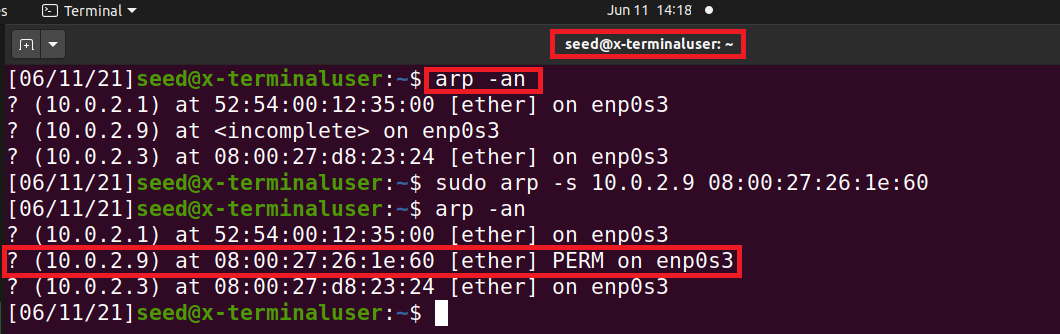 s Terminal Jun 11 14:18
seed@x-terminaluser: ~
[06/11/21]seed@x-terminaluser:~$ arp -an
? (10.0.2.1) at 52:54:00:12:35:00 [ether] on enp0s3
? (10.0.2.9) at <incomplete> on enp0s3
? (10.0.2.3) at 08:00:27:d8:23:24 [ether] on enp0s3
[06/11/21]seed@x-terminaluser:~$ sudo arp -s 10.0.2.9 08:00:27:26:1e:60
[06/11/21]seed@x-terminaluser:~$ arp -an
? (10.0.2.1) at 52:54:00:12:35:00 [ether] on enp0s3
? (10.0.2.9) at 08:00:27:26:1e:60 [ether] PERM on enp0s3
? (10.0.2.3) at 08:00:27:d8:23:24 [ether] on enp0s3
[06/11/21]seed@x-terminaluser:~$